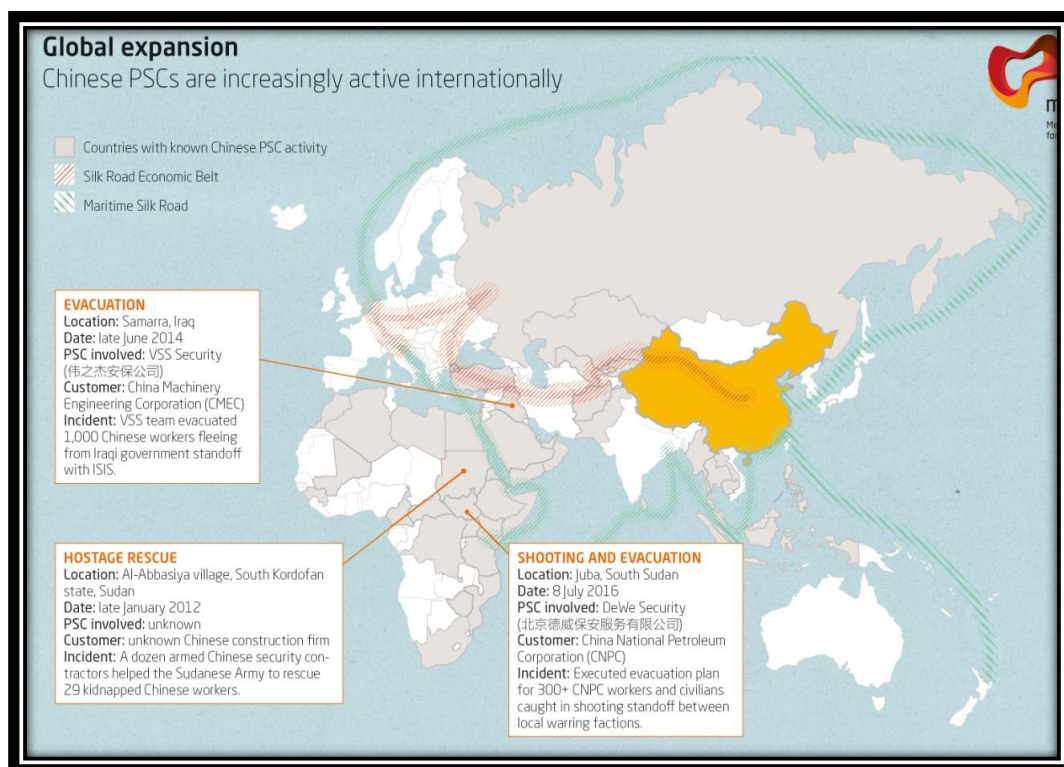 Global expansion
Chinese PSCs are increasingly active internationally
Countries with known Chinese PSC activity
Silk Road Economic Belt
Maritime Silk Road
EVACUATION
Location: Samarra, Iraq
Date: late June 2014
PSC involved: VSS Security
(伟之杰安保公司)
Customer: China Machinery
Engineering Corporation (CMEC)
Incident: VSS team evacuated
1,000 Chinese workers fleeing
from Iraqi government standoff
with ISIS.
HOSTAGE RESCUE
Location: Al-Abbasiya village, South Kordofan
state, Sudan
Date: late January 2012
PSC involved: unknown
Customer: unknown Chinese construction firm
Incident: A dozen armed Chinese security con-
tractors helped the Sudanese Army to rescue
29 kidnapped Chinese workers.
SHOOTING AND EVACUATION
Location: Juba, South Sudan
Date: 8 July 2016
PSC involved: DeWe Security
(北京德威保安服务有限公司)
Customer: China National Petroleum
Corporation (CNPC)
Incident: Executed evacuation plan
for 300+ CNPC workers and civilians
caught in shooting standoff between
local warring factions.